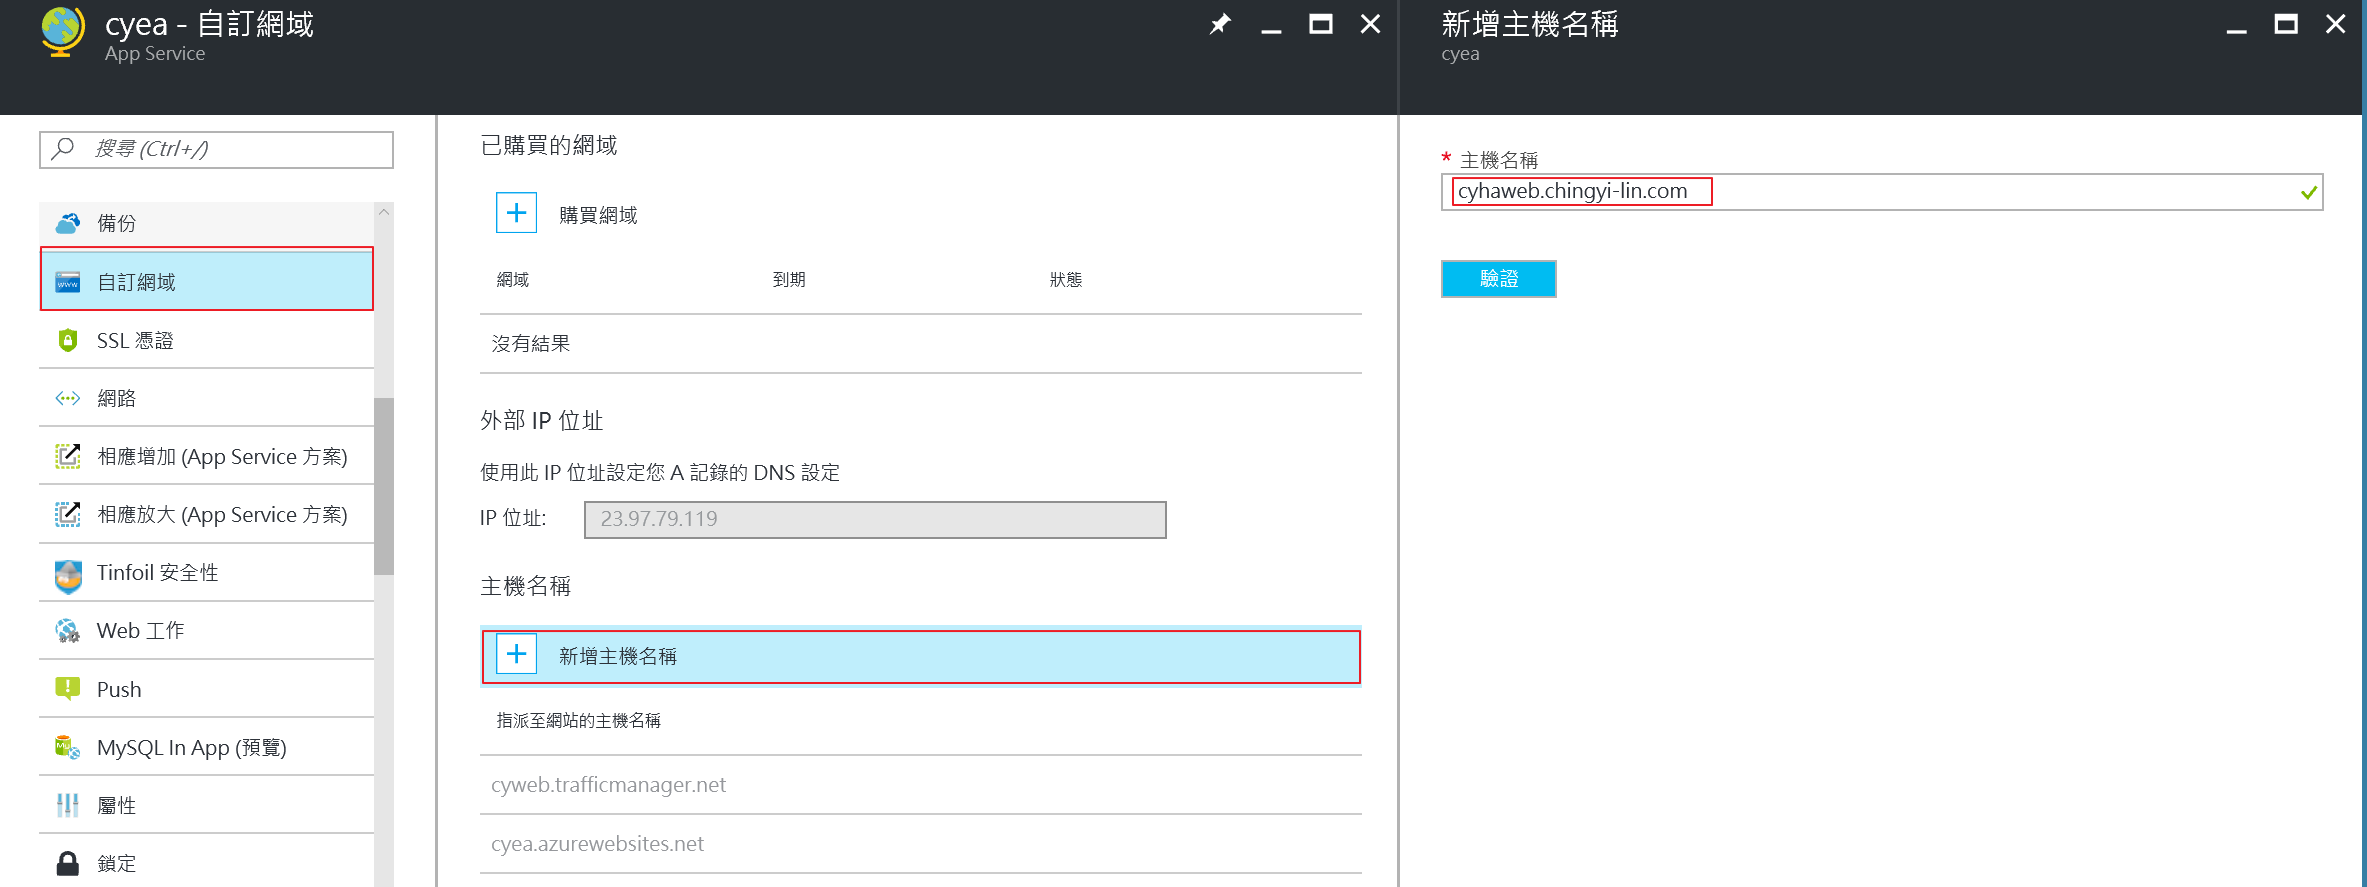 cyea - 自訂網域
App Service
搜尋 (Ctrl+/)
備份
自訂網域
SSL 憑證
網路
相應增加 (App Service 方案)
相應放大 (App Service 方案)
Tinfoil 安全性
Web 工作
Push
MySQL In App (預覽)
屬性
鎖定
已購買的網域
購買網域
網域 到期 狀態
沒有結果
外部 IP 位址
使用此 IP 位址設定您 A 記錄的 DNS 設定
IP 位址: 23.97.79.119
主機名稱
新增主機名稱
指派至網站的主機名稱
cyweb.trafficmanager.net
cyea.azurewebsites.net
新增主機名稱
cyea
* 主機名稱
cyhaweb.chingyi-lin.com
驗證